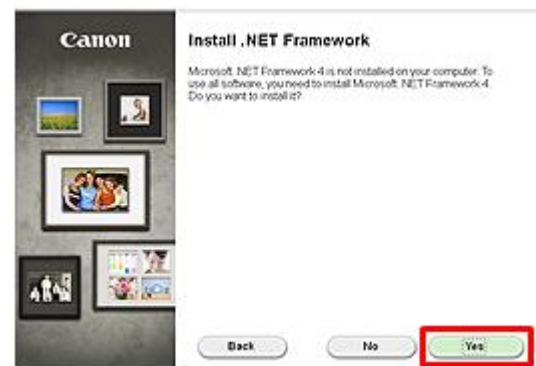 Canon
Install .NET Framework
Microsoft .NET Framework 4 is not installed on your computer. To
use all software, you need to install Microsoft .NET Framework 4.
Do you want to install it?
Back
No
Yes